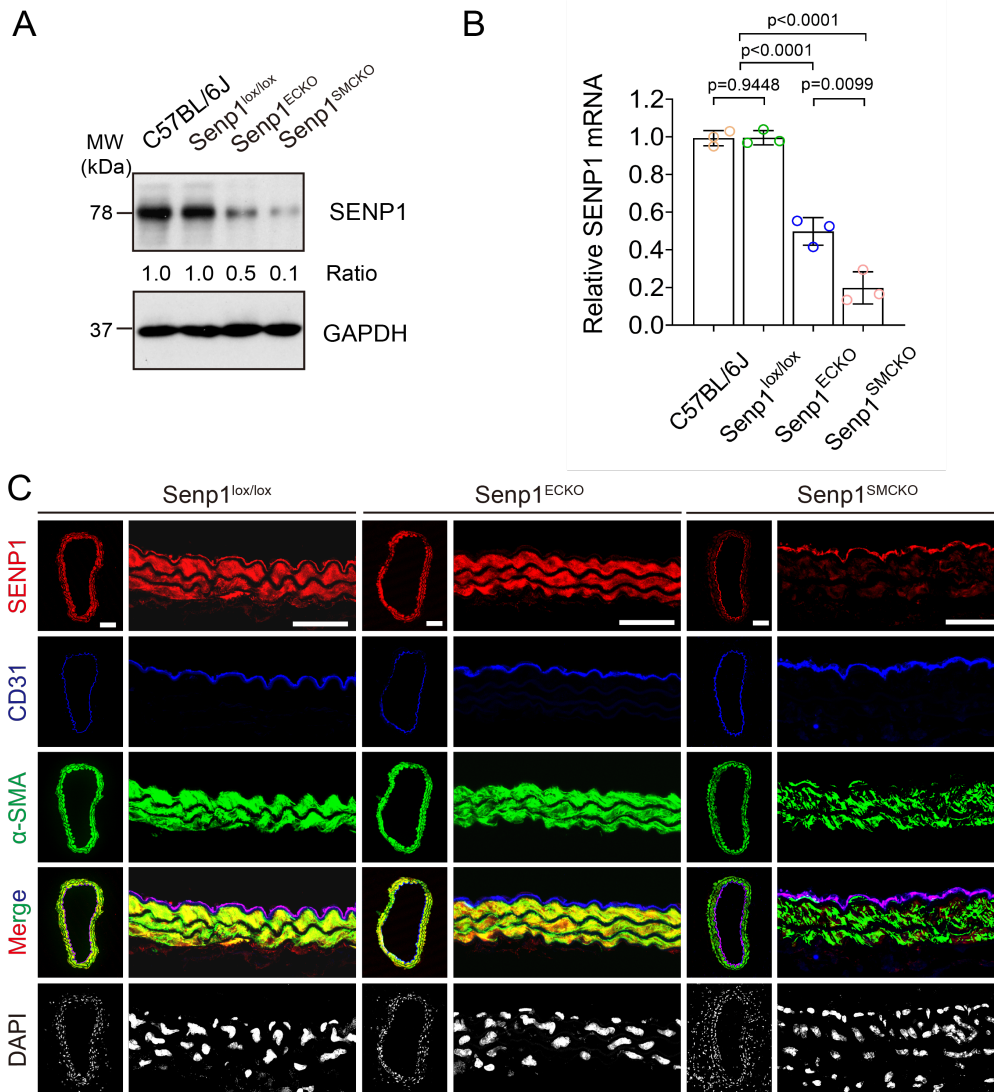 A
C57BL/6J
Senp1lox/lox
Senp1ECKO
Senp1SMCKO
MW
(kDa)
78
SENP1
1.0 1.0 0.5 0.1 Ratio
37
GAPDH
B
p<0.0001
p<0.0001
p=0.9448 p=0.0099
Relative SENP1 mRNA
1.2
1.0
0.8
0.6
0.4
0.2
0.0
C57BL/6J
Senp1lox/lox
Senp1ECKO
Senp1SMCKO
C
Senp1lox/lox Senp1ECKO Senp1SMCKO
SENP1
CD31
α-SMA
Merge
DAPI